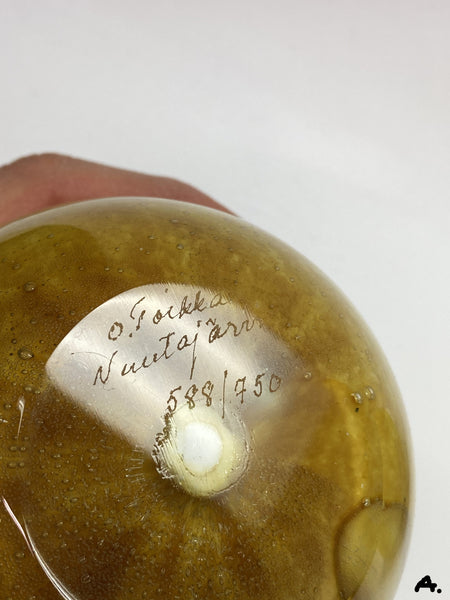 O. Toikka
Nuutajärvi
588/750
A.